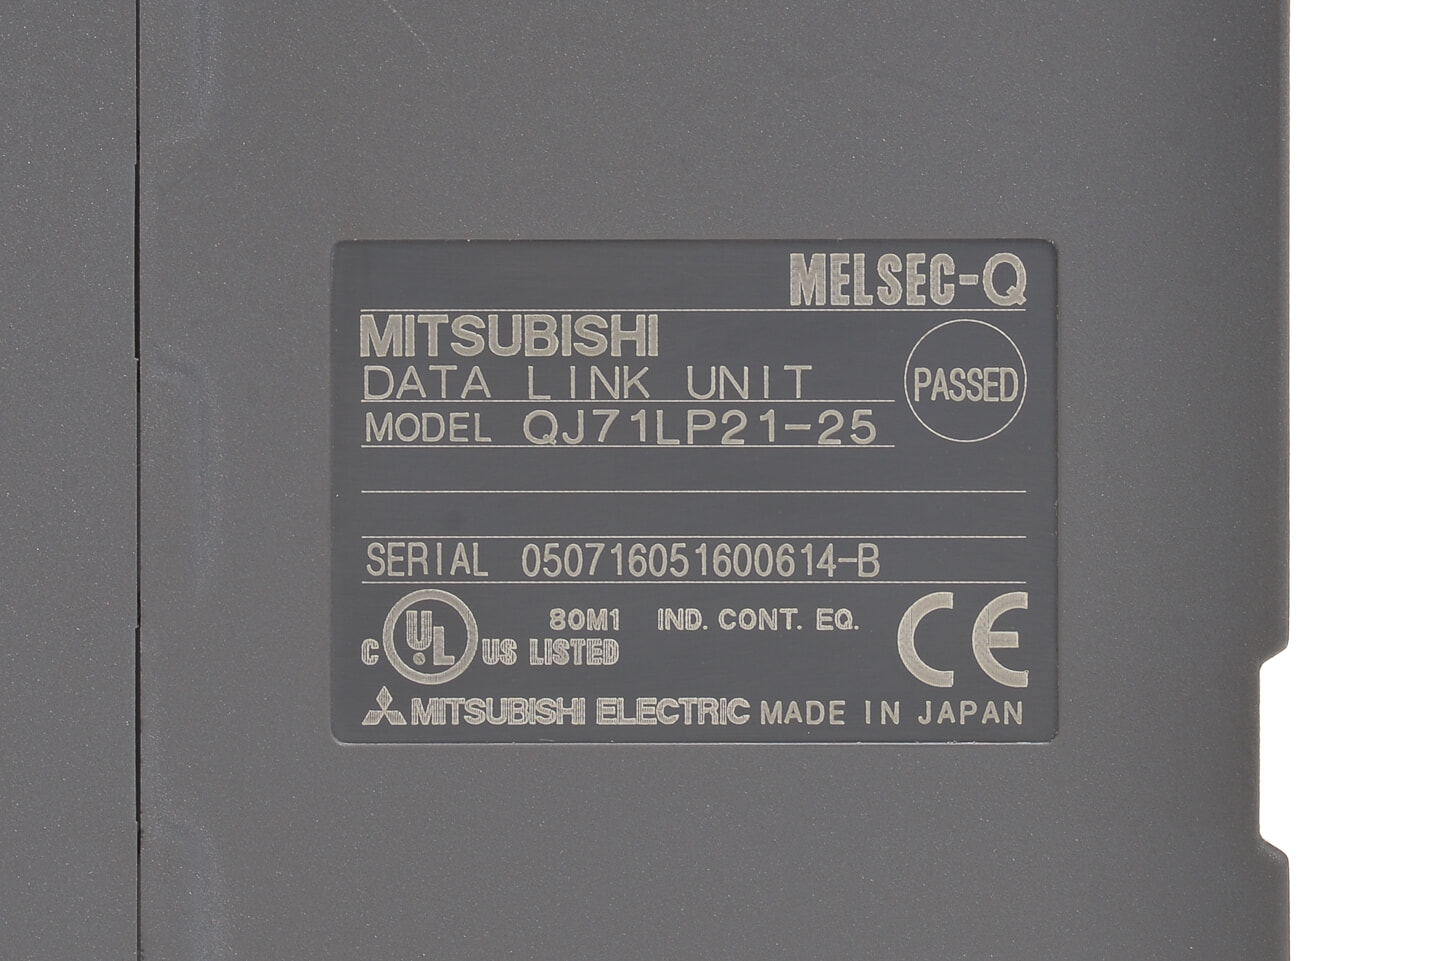 MELSEC-Q
MITSUBISHI
DATA LINK UNIT
PASSED
MODEL QJ71LP21-25
SERIAL 050716051600614-B
C UL US LISTED 80M1 IND. CONT. EQ.
CE
MITSUBISHI ELECTRIC MADE IN JAPAN